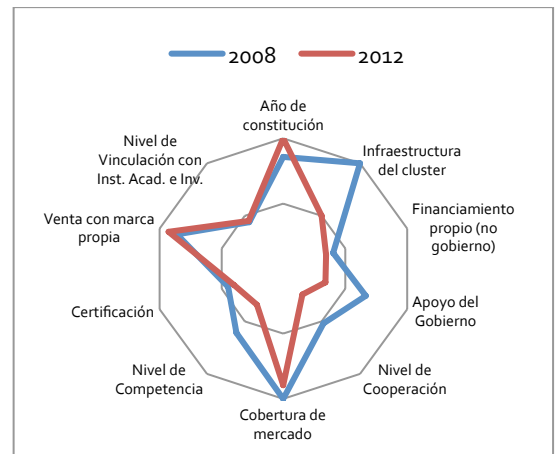 2008
2012
Año de
constitución
Infraestructura
del cluster
Financiamiento
propio (no
gobierno)
Apoyo del
Gobierno
Nivel de
Cooperación
Cobertura de
mercado
Nivel de
Competencia
Certificación
Venta con marca
propia
Nivel de
Vinculación con
Inst. Acad. e Inv.